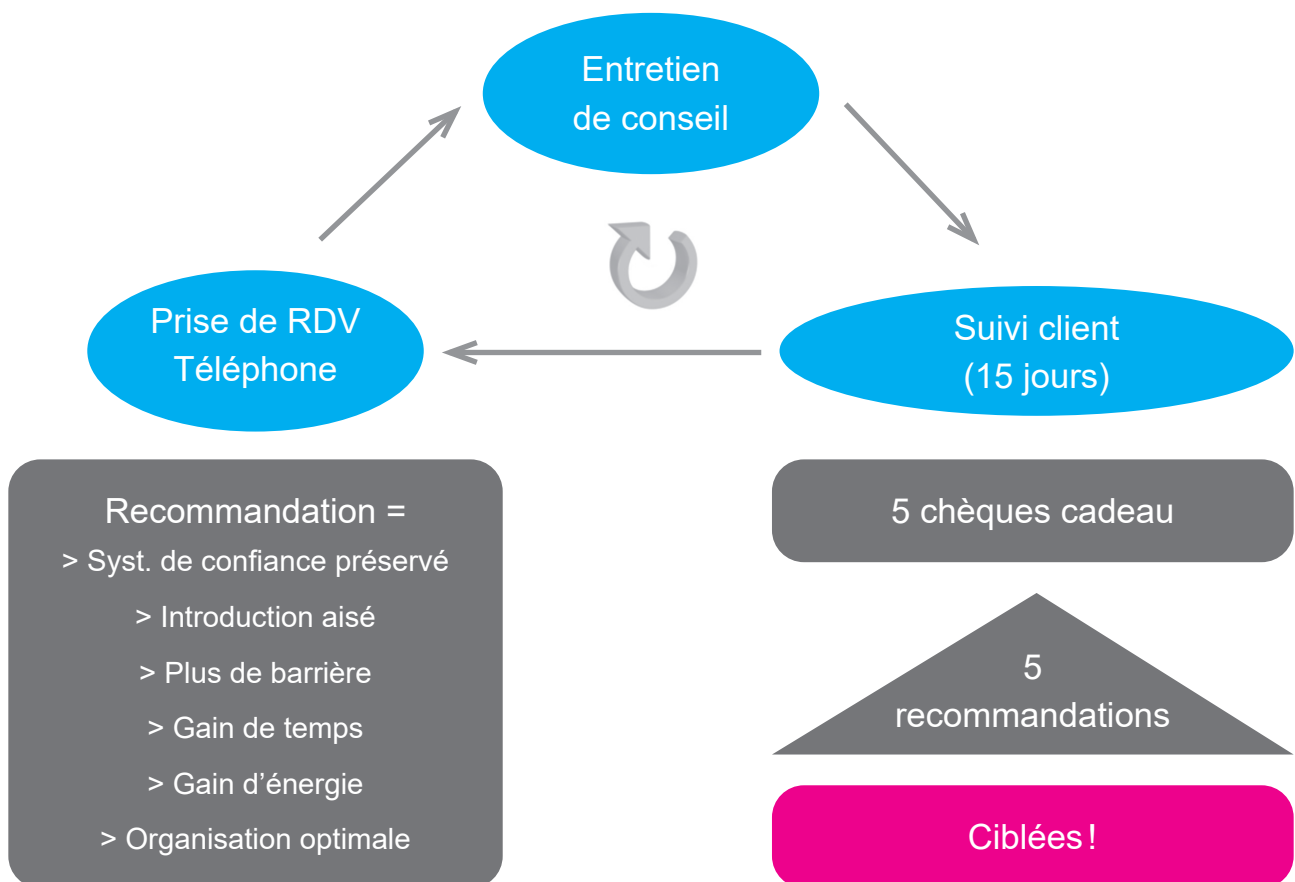 Entretien
de conseil
Prise de RDV
Téléphone
Suivi client
(15 jours)
Recommandation =
> Syst. de confiance préservé
> Introduction aisé
> Plus de barrière
> Gain de temps
> Gain d’énergie
> Organisation optimale
5 chèques cadeau
5
recommandations
Ciblées !